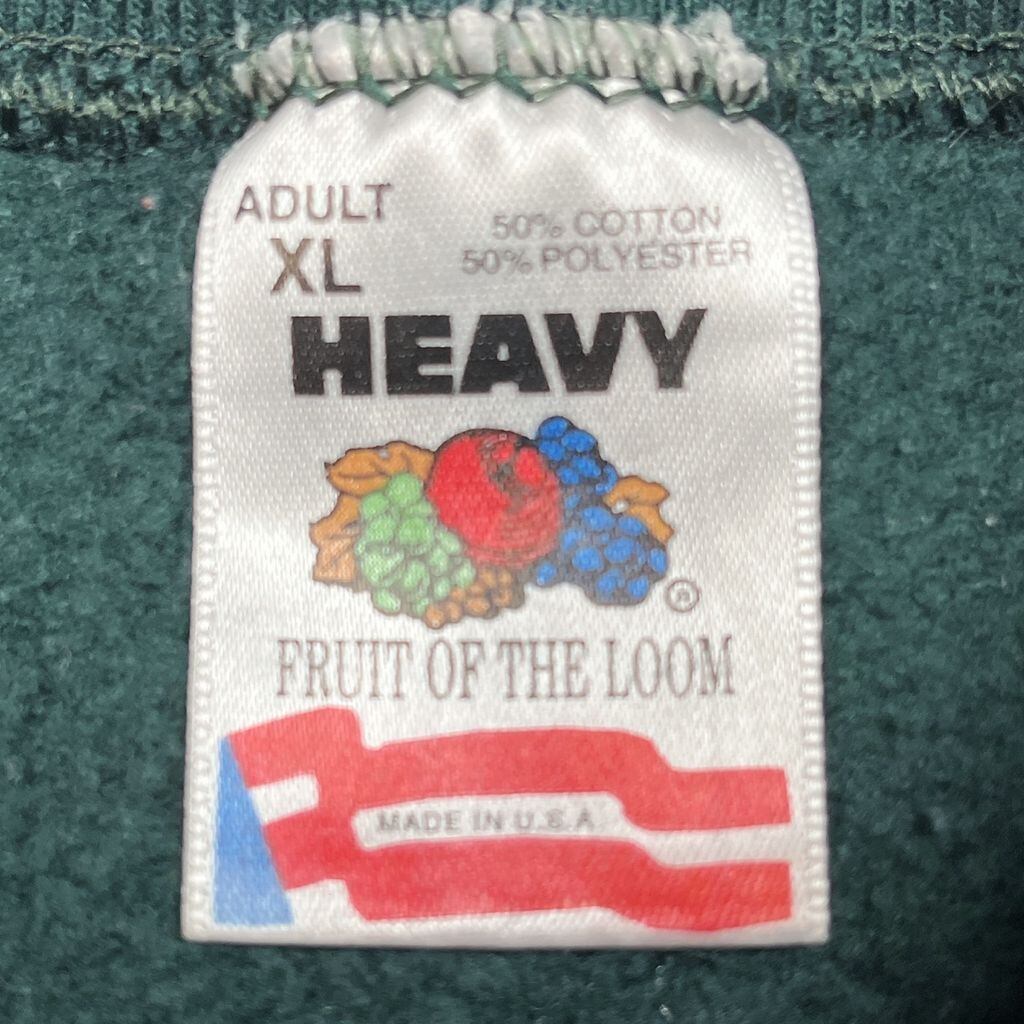 ADULT
XL
50% COTTON
50% POLYESTER
HEAVY
®
FRUIT OF THE LOOM
MADE IN U.S.A